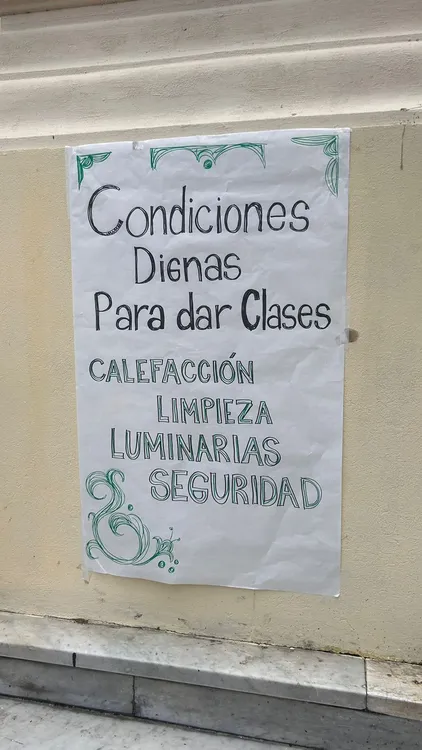 Condiciones
Dignas
Para dar Clases
CALEFACCIÓN
LIMPIEZA
LUMINARIAS
SEGURIDAD